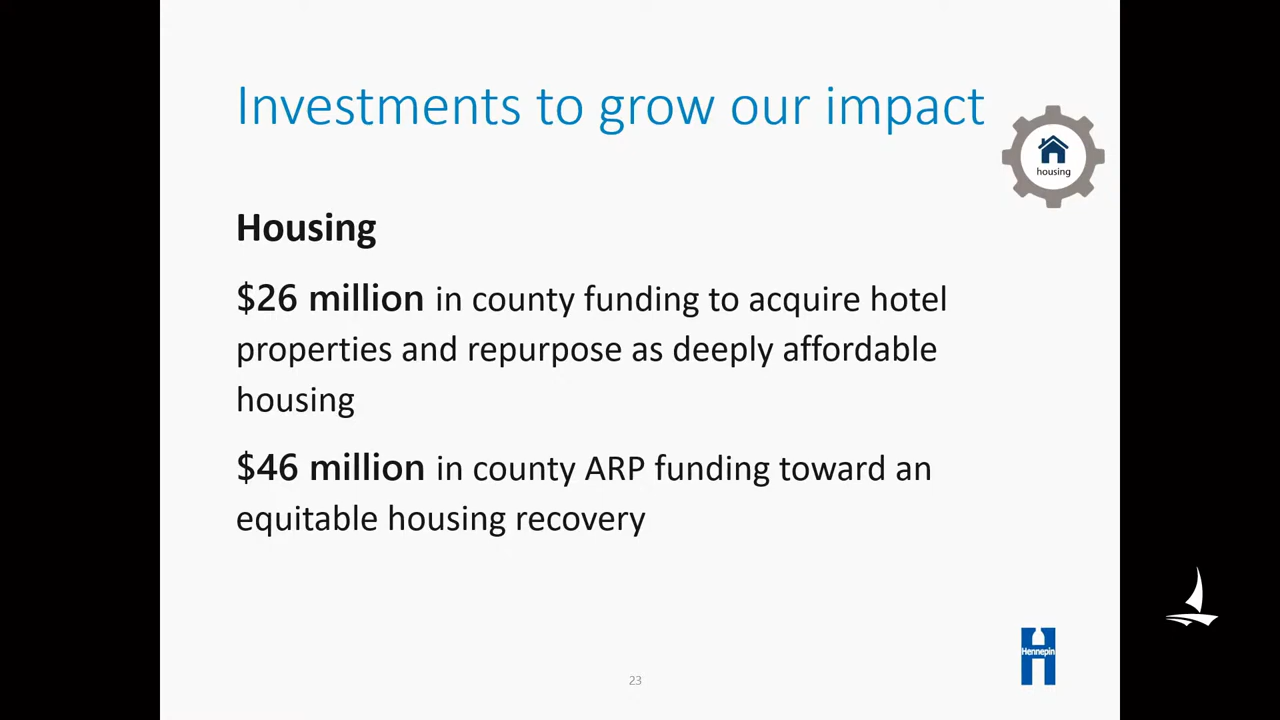 Investments to grow our impact
housing
Housing
$26 million in county funding to acquire hotel
properties and repurpose as deeply affordable
housing
$46 million in county ARP funding toward an
equitable housing recovery
Hennepin
23